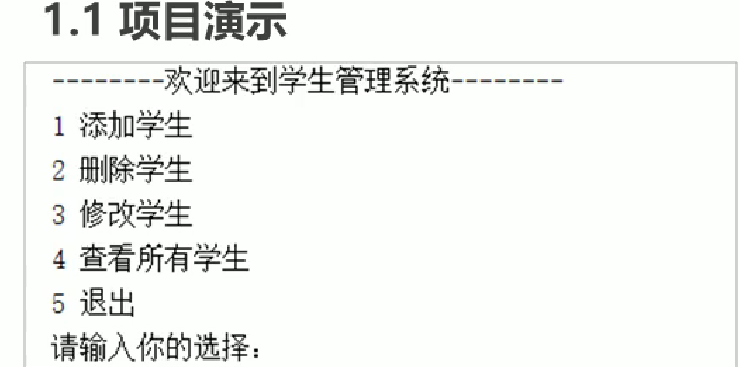 1.1 项目演示
--------欢迎来到学生管理系统--------
1 添加学生
2 删除学生
3 修改学生
4 查看所有学生
5 退出
请输入你的选择：